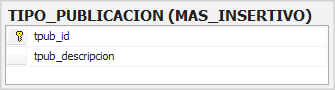 TIPO_PUBLICACION (MAS_INSERTIVO)
tpub_id
tpub_descripcion